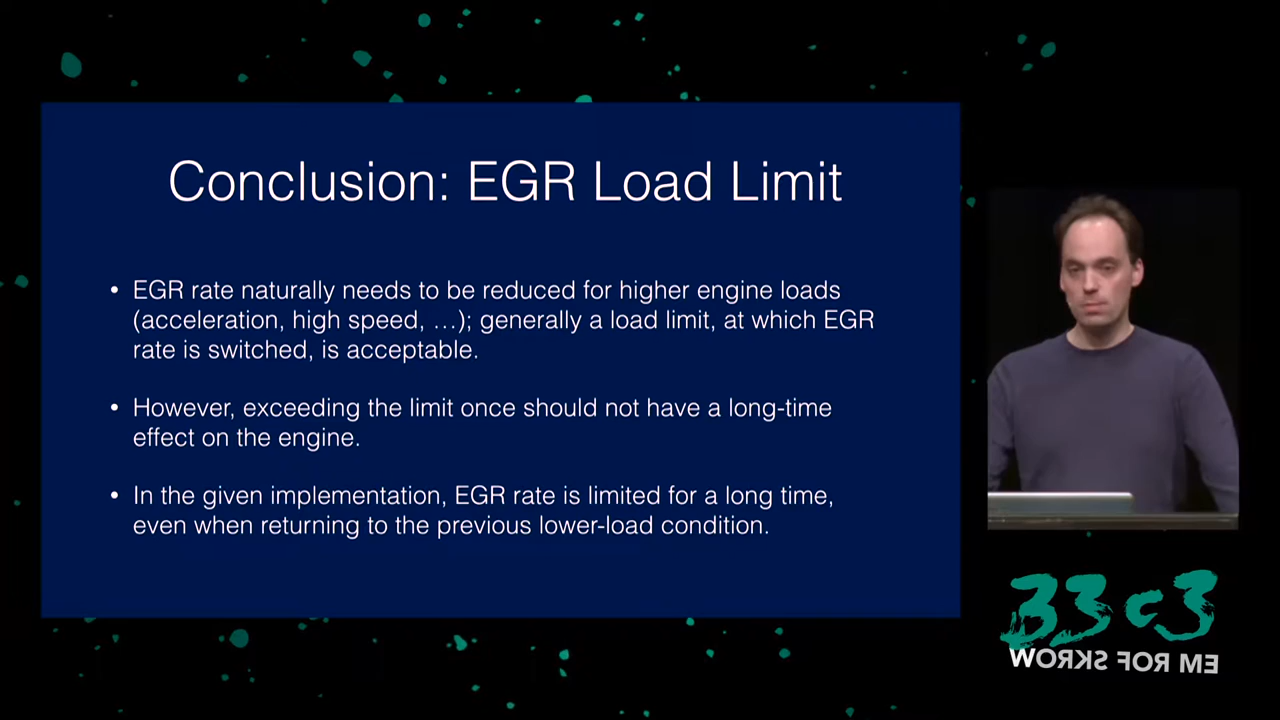 Conclusion: EGR Load Limit
• EGR rate naturally needs to be reduced for higher engine loads
(acceleration, high speed, …); generally a load limit, at which EGR
rate is switched, is acceptable.
• However, exceeding the limit once should not have a long-time
effect on the engine.
• In the given implementation, EGR rate is limited for a long time,
even when returning to the previous lower-load condition.
33c3
WORKS FOR ME